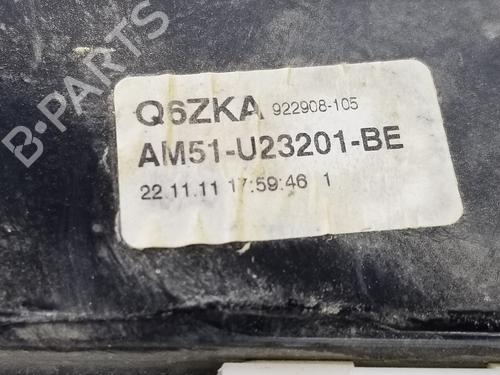 B-PARTS
Q6ZKA 922908-105
AM51-U23201-BE
22.11.11 17:59:46 1